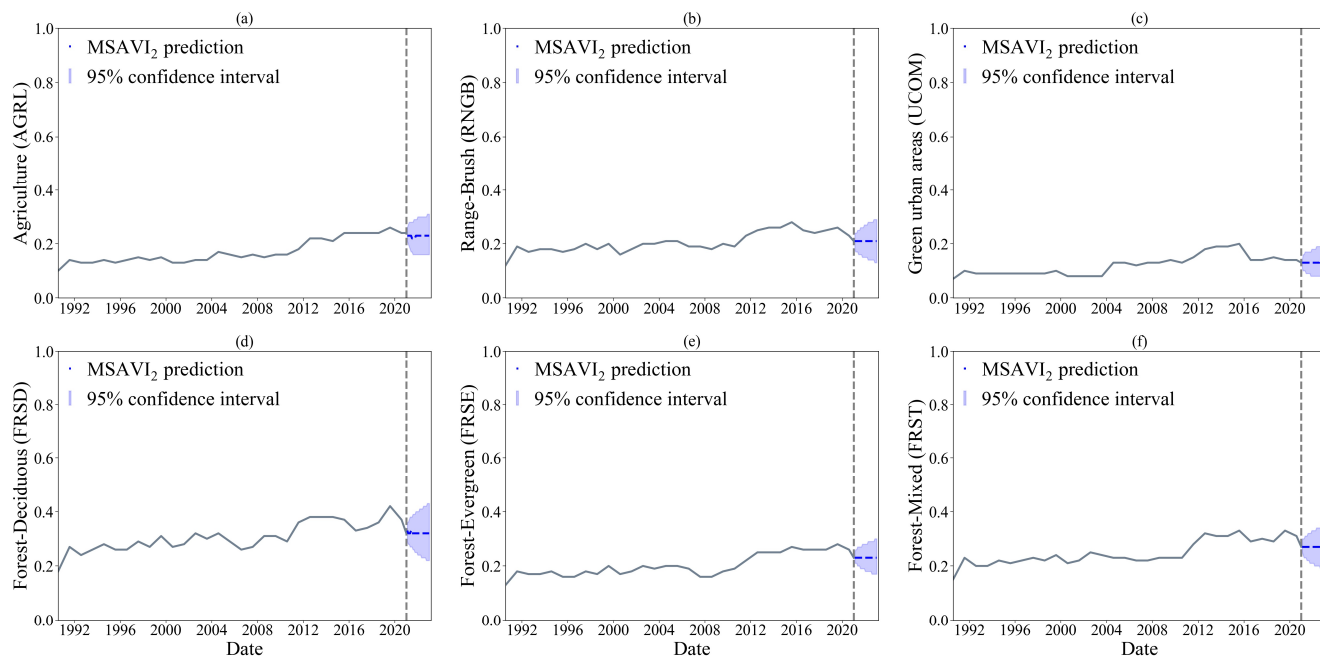 (a)
1.0
0.8
0.6
0.4
0.2
0.0
Agriculture (AGRL)
MSAVI₂ prediction
95% confidence interval
1992 1996 2000 2004 2008 2012 2016 2020
(b)
1.0
0.8
0.6
0.4
0.2
0.0
Range-Brush (RNGB)
MSAVI₂ prediction
95% confidence interval
1992 1996 2000 2004 2008 2012 2016 2020
(c)
1.0
0.8
0.6
0.4
0.2
0.0
Green urban areas (UCOM)
MSAVI₂ prediction
95% confidence interval
1992 1996 2000 2004 2008 2012 2016 2020
(d)
1.0
0.8
0.6
0.4
0.2
0.0
Forest-Deciduous (FRSD)
MSAVI₂ prediction
95% confidence interval
1992 1996 2000 2004 2008 2012 2016 2020
Date
(e)
1.0
0.8
0.6
0.4
0.2
0.0
Forest-Evergreen (FRSE)
MSAVI₂ prediction
95% confidence interval
1992 1996 2000 2004 2008 2012 2016 2020
Date
(f)
1.0
0.8
0.6
0.4
0.2
0.0
Forest-Mixed (FRST)
MSAVI₂ prediction
95% confidence interval
1992 1996 2000 2004 2008 2012 2016 2020
Date